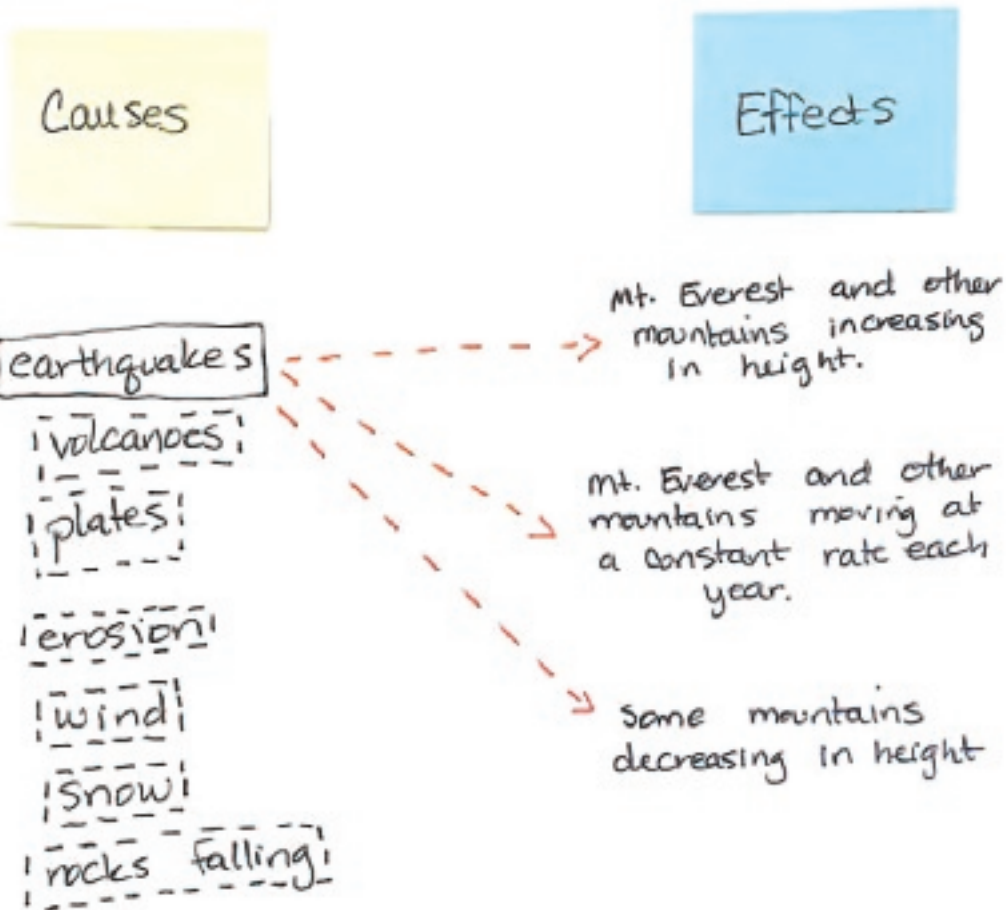 Causes
Effects
earthquakes
volcanoes
plates
erosion
wind
snow
rocks falling
Mt. Everest and other
mountains increasing
in height.
Mt. Everest and other
mountains moving at
a constant rate each
year.
Some mountains
decreasing in height